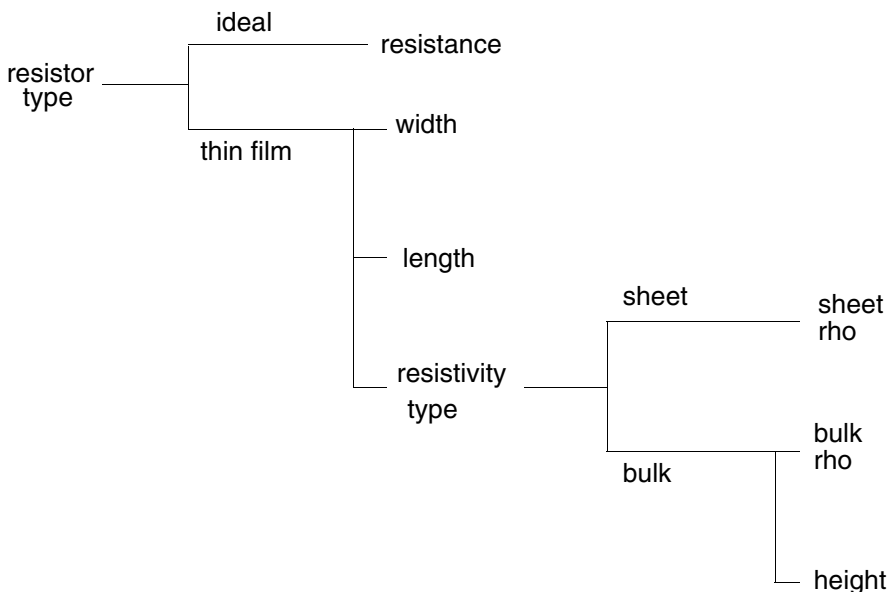 ideal
resistance
resistor
type
width
thin film
length
sheet
sheet
rho
resistivity
type
bulk
rho
bulk
height